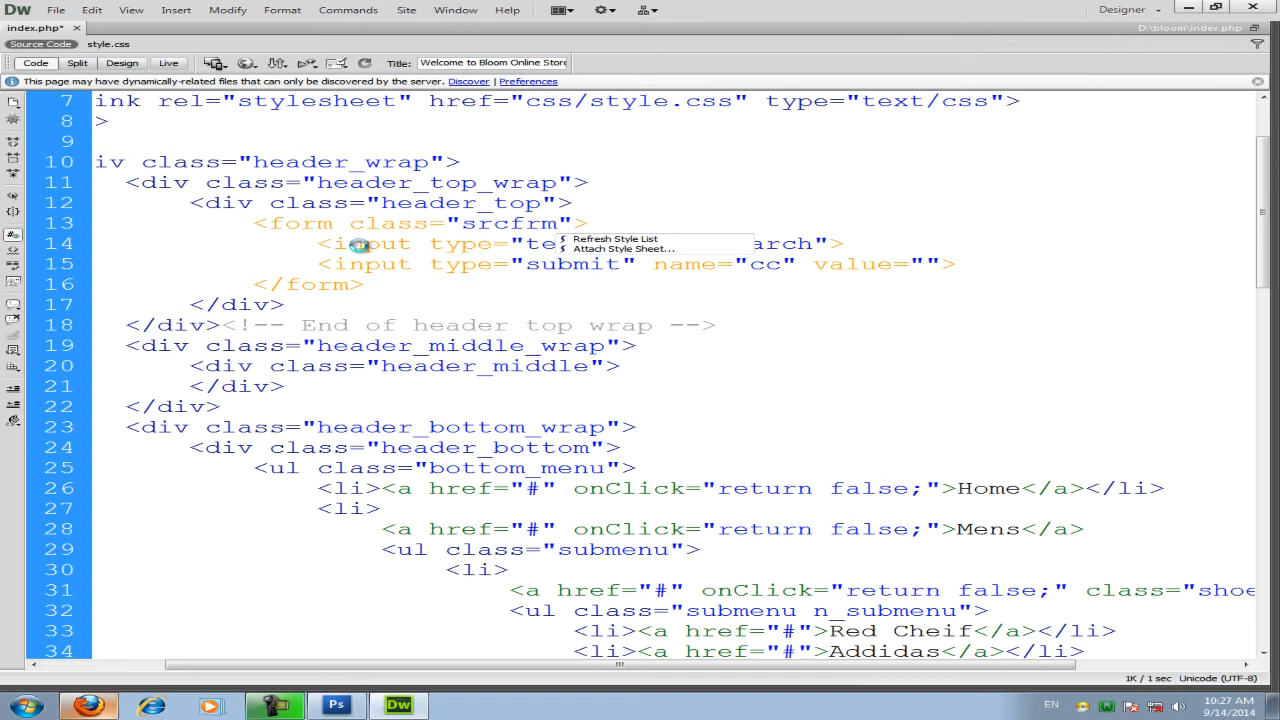 Dw File Edit View Insert Modify Format Commands Site Window Help Designer
index.php* D:\bloom\index.php
Source Code style.css
Code Split Design Live Title: Welcome to Bloom Online Store
This page may have dynamically-related files that can only be discovered by the server. Discover | Preferences
7 ink rel="stylesheet" href="css/style.css" type="text/css">
8 >
9
10 iv class="header_wrap">
11 <div class="header_top_wrap">
12 <div class="header_top">
13 <form class="srcfrm">
Refresh Style List
14 <input type="te arch">
Attach Style Sheet...
15 <input type="submit" name="cc" value="">
16 </form>
17 </div>
18 </div><!-- End of header top wrap -->
19 <div class="header_middle_wrap">
20 <div class="header_middle">
21 </div>
22 </div>
23 <div class="header_bottom_wrap">
24 <div class="header_bottom">
25 <ul class="bottom_menu">
26 <li><a href="#" onClick="return false;">Home</a></li>
27 <li>
28 <a href="#" onClick="return false;">Mens</a>
29 <ul class="submenu">
30 <li>
31 <a href="#" onClick="return false;" class="shoe
32 <ul class="submenu n_submenu">
33 <li><a href="#">Red Cheif</a></li>
34 <li><a href="#">Addidas</a></li>
1K / 1 sec Unicode (UTF-8)
Ps Dw EN 10:27 AM
9/14/2014